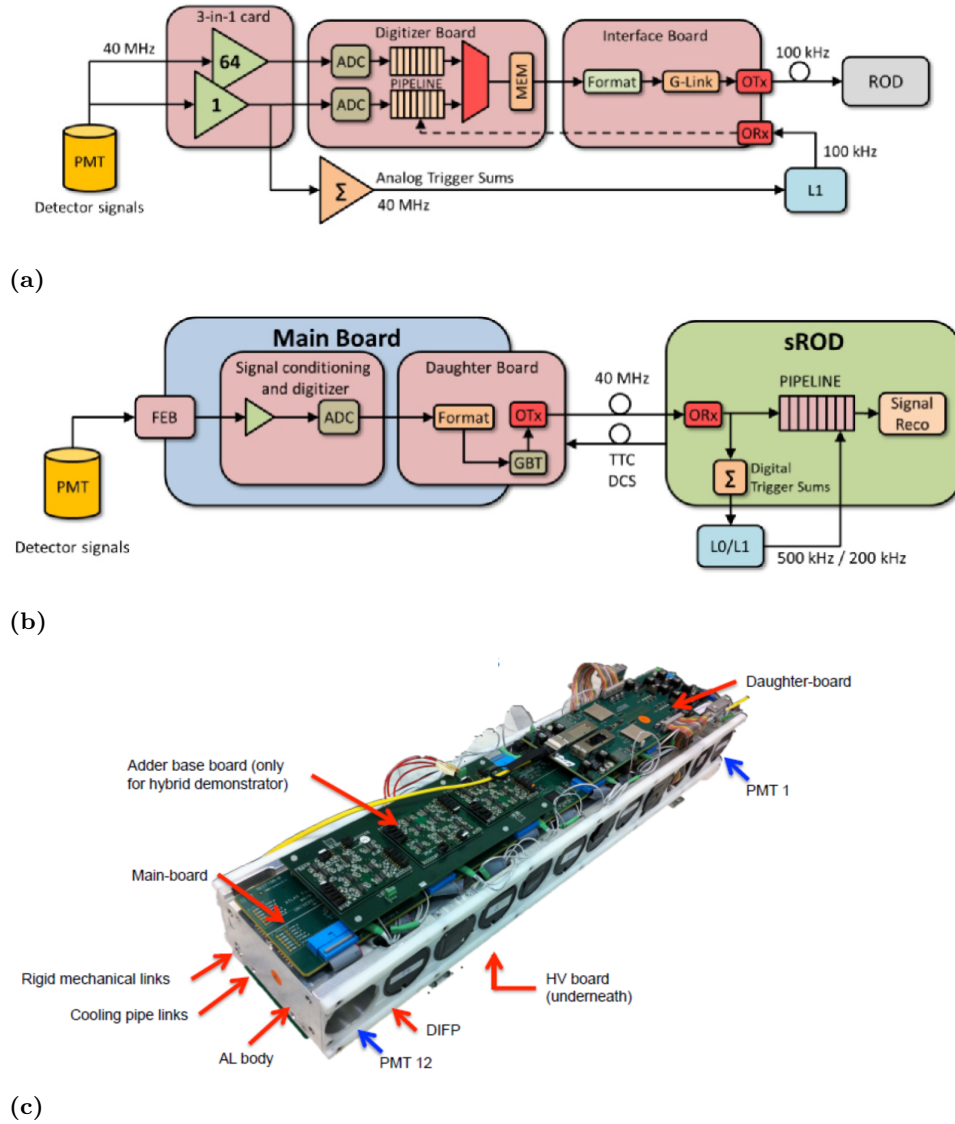 3-in-1 card
Digitizer Board
Interface Board
40 MHz
64
ADC
PIPELINE
MEM
Format
G-Link
OTx
100 kHz
ROD
1
ADC
ORx
100 kHz
PMT
Detector signals
Σ
Analog Trigger Sums
40 MHz
L1
(a)
Main Board
sROD
Signal conditioning
and digitizer
Daughter Board
40 MHz
PIPELINE
FEB
ADC
Format
OTx
GBT
ORx
Signal
Reco
TTC
DCS
PMT
Σ
Digital
Trigger Sums
Detector signals
L0/L1
500 kHz / 200 kHz
(b)
Daughter-board
Adder base board (only
for hybrid demonstrator)
PMT 1
Main-board
Rigid mechanical links
Cooling pipe links
AL body
HV board
(underneath)
DIFP
PMT 12
(c)